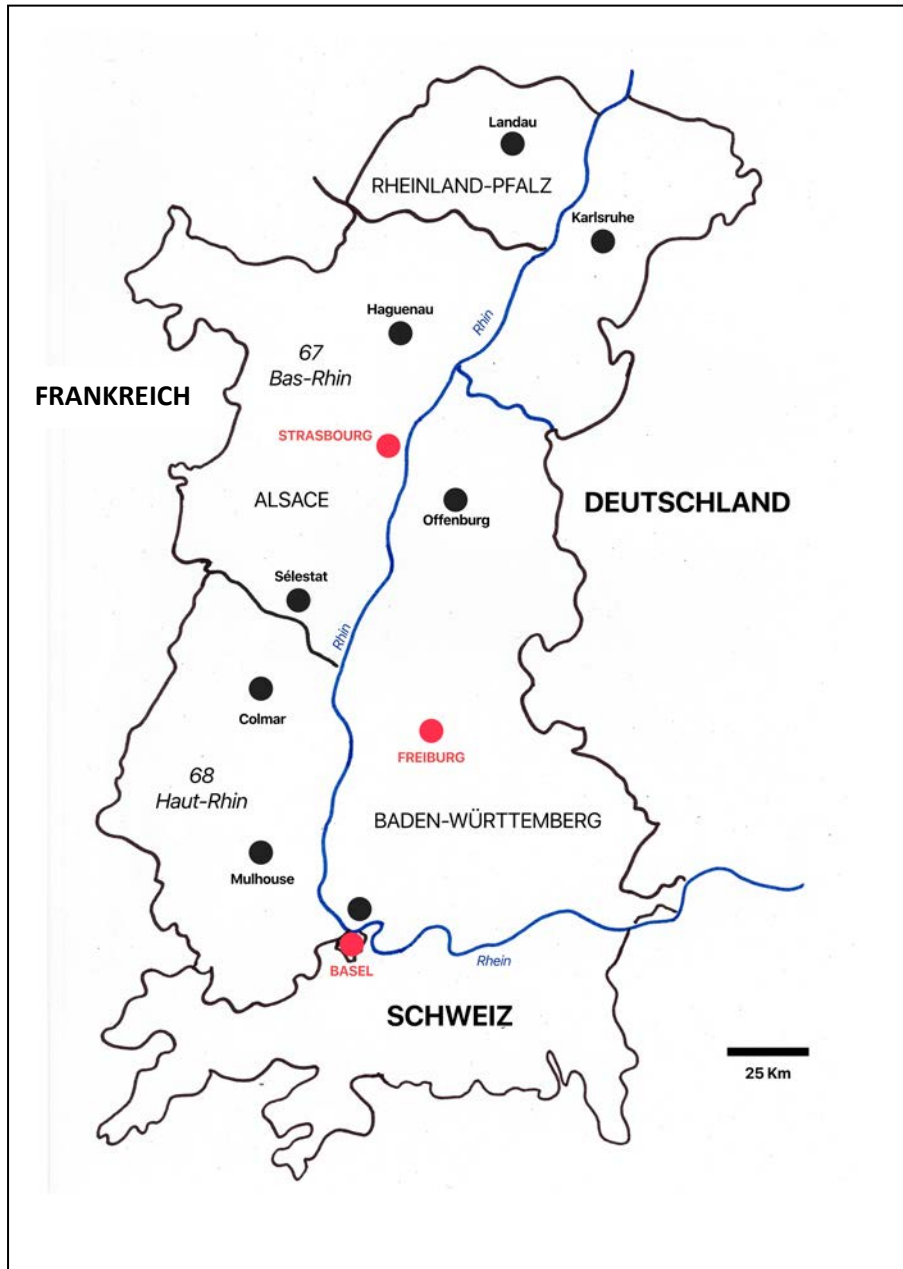 Landau
RHEINLAND-PFALZ
Karlsruhe
Haguenau
Rhin
67
Bas-Rhin
FRANKREICH
STRASBOURG
ALSACE
Offenburg
DEUTSCHLAND
Sélestat
Rhin
Colmar
FREIBURG
68
Haut-Rhin
BADEN-WÜRTTEMBERG
Mulhouse
Rhein
BASEL
SCHWEIZ
25 Km